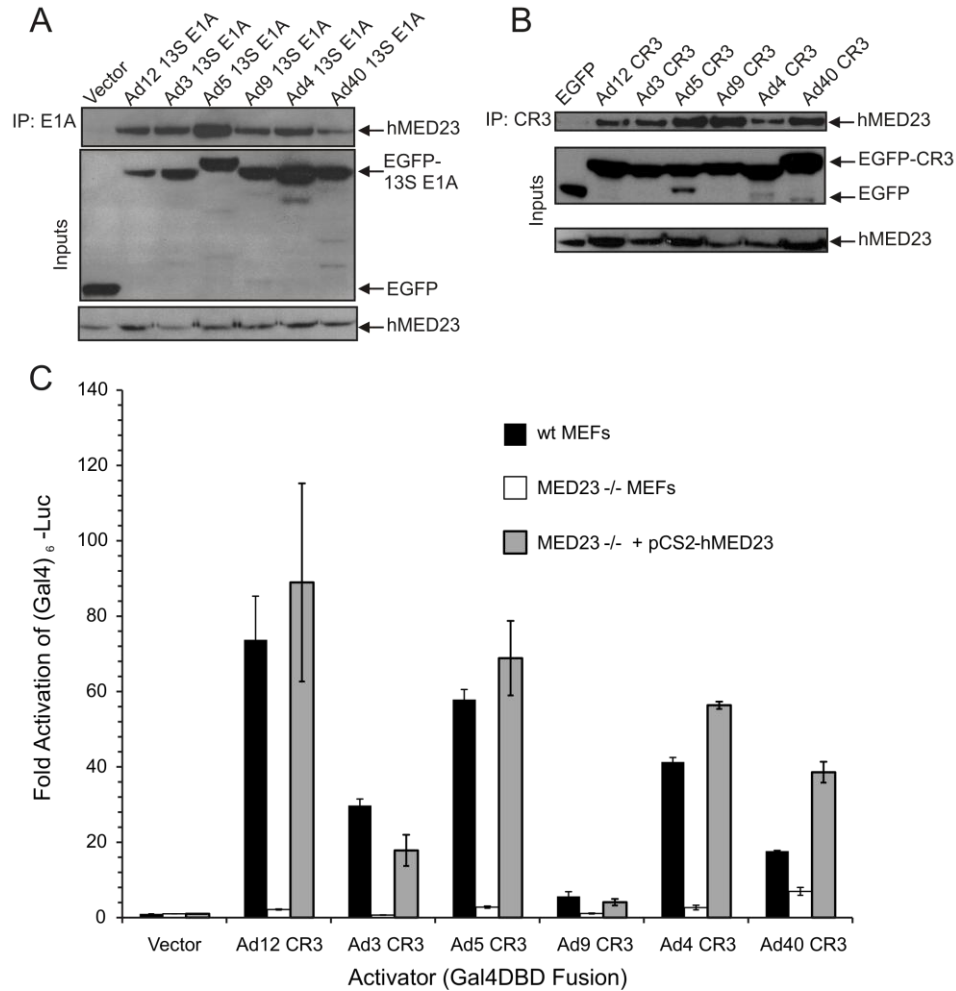 A
Vector
Ad12 13S E1A
Ad3 13S E1A
Ad5 13S E1A
Ad9 13S E1A
Ad4 13S E1A
Ad40 13S E1A
IP: E1A
hMED23
EGFP-
13S E1A
Inputs
EGFP
hMED23
B
EGFP
Ad12 CR3
Ad3 CR3
Ad5 CR3
Ad9 CR3
Ad4 CR3
Ad40 CR3
IP: CR3
hMED23
EGFP-CR3
EGFP
Inputs
hMED23
C
Fold Activation of (Gal4)6-Luc
140
120
100
80
60
40
20
0
wt MEFs
MED23 -/- MEFs
MED23 -/- + pCS2-hMED23
Vector
Ad12 CR3
Ad3 CR3
Ad5 CR3
Ad9 CR3
Ad4 CR3
Ad40 CR3
Activator (Gal4DBD Fusion)